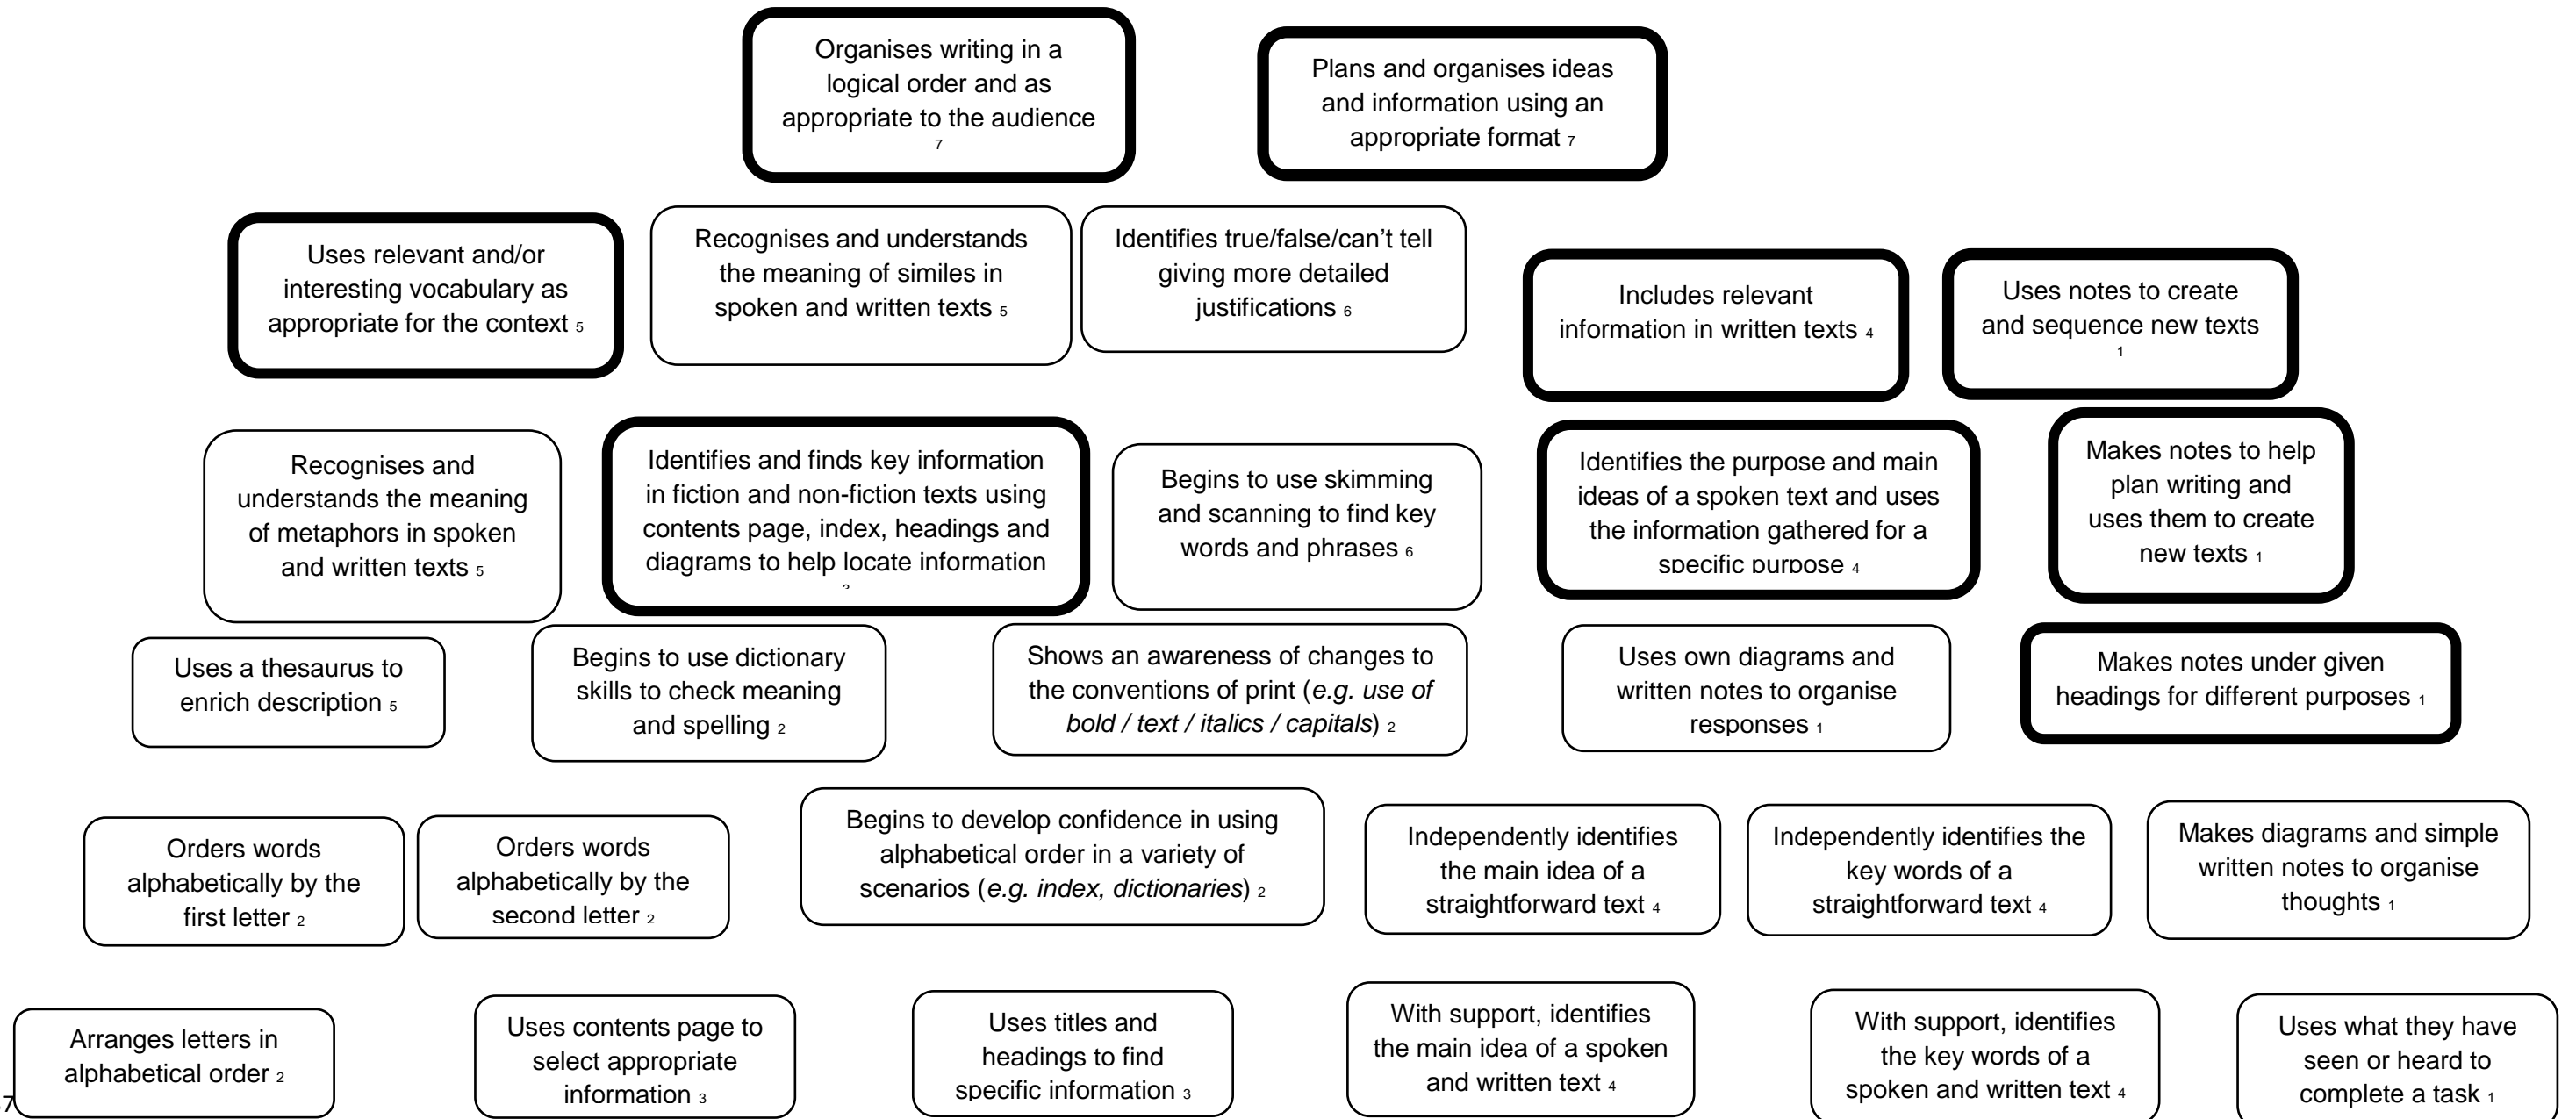 Organises writing in a
logical order and as
appropriate to the audience
7
Plans and organises ideas
and information using an
appropriate format 7
Uses relevant and/or
interesting vocabulary as
appropriate for the context 5
Recognises and understands
the meaning of similes in
spoken and written texts 5
Identifies true/false/can’t tell
giving more detailed
justifications 6
Includes relevant
information in written texts 4
Uses notes to create
and sequence new texts
1
Recognises and
understands the meaning
of metaphors in spoken
and written texts 5
Identifies and finds key information
in fiction and non-fiction texts using
contents page, index, headings and
diagrams to help locate information
3
Begins to use skimming
and scanning to find key
words and phrases 6
Identifies the purpose and main
ideas of a spoken text and uses
the information gathered for a
specific purpose 4
Makes notes to help
plan writing and
uses them to create
new texts 1
Uses a thesaurus to
enrich description 5
Begins to use dictionary
skills to check meaning
and spelling 2
Shows an awareness of changes to
the conventions of print (e.g. use of
bold / text / italics / capitals) 2
Uses own diagrams and
written notes to organise
responses 1
Makes notes under given
headings for different purposes 1
Orders words
alphabetically by the
first letter 2
Orders words
alphabetically by the
second letter 2
Begins to develop confidence in using
alphabetical order in a variety of
scenarios (e.g. index, dictionaries) 2
Independently identifies
the main idea of a
straightforward text 4
Independently identifies the
key words of a
straightforward text 4
Makes diagrams and simple
written notes to organise
thoughts 1
Arranges letters in
alphabetical order 2
Uses contents page to
select appropriate
information 3
Uses titles and
headings to find
specific information 3
With support, identifies
the main idea of a spoken
and written text 4
With support, identifies
the key words of a
spoken and written text 4
Uses what they have
seen or heard to
complete a task 1